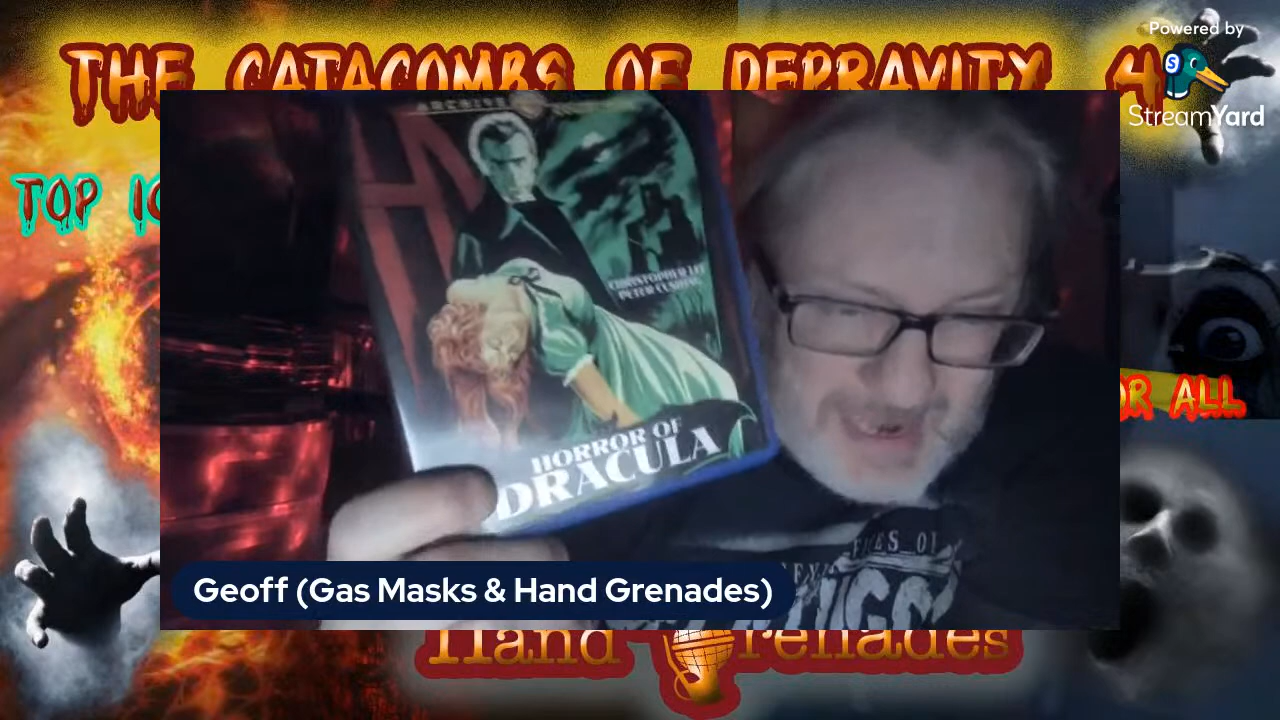 Powered by
StreamYard
THE CATACOMBS OF DEPRAVITY 4
TOP
ARCHIVE
CHRISTOPHER LEE
PETER CUSHING
OR ALL
HORROR OF
DRACULA
Geoff (Gas Masks & Hand Grenades)
Hand Grenades